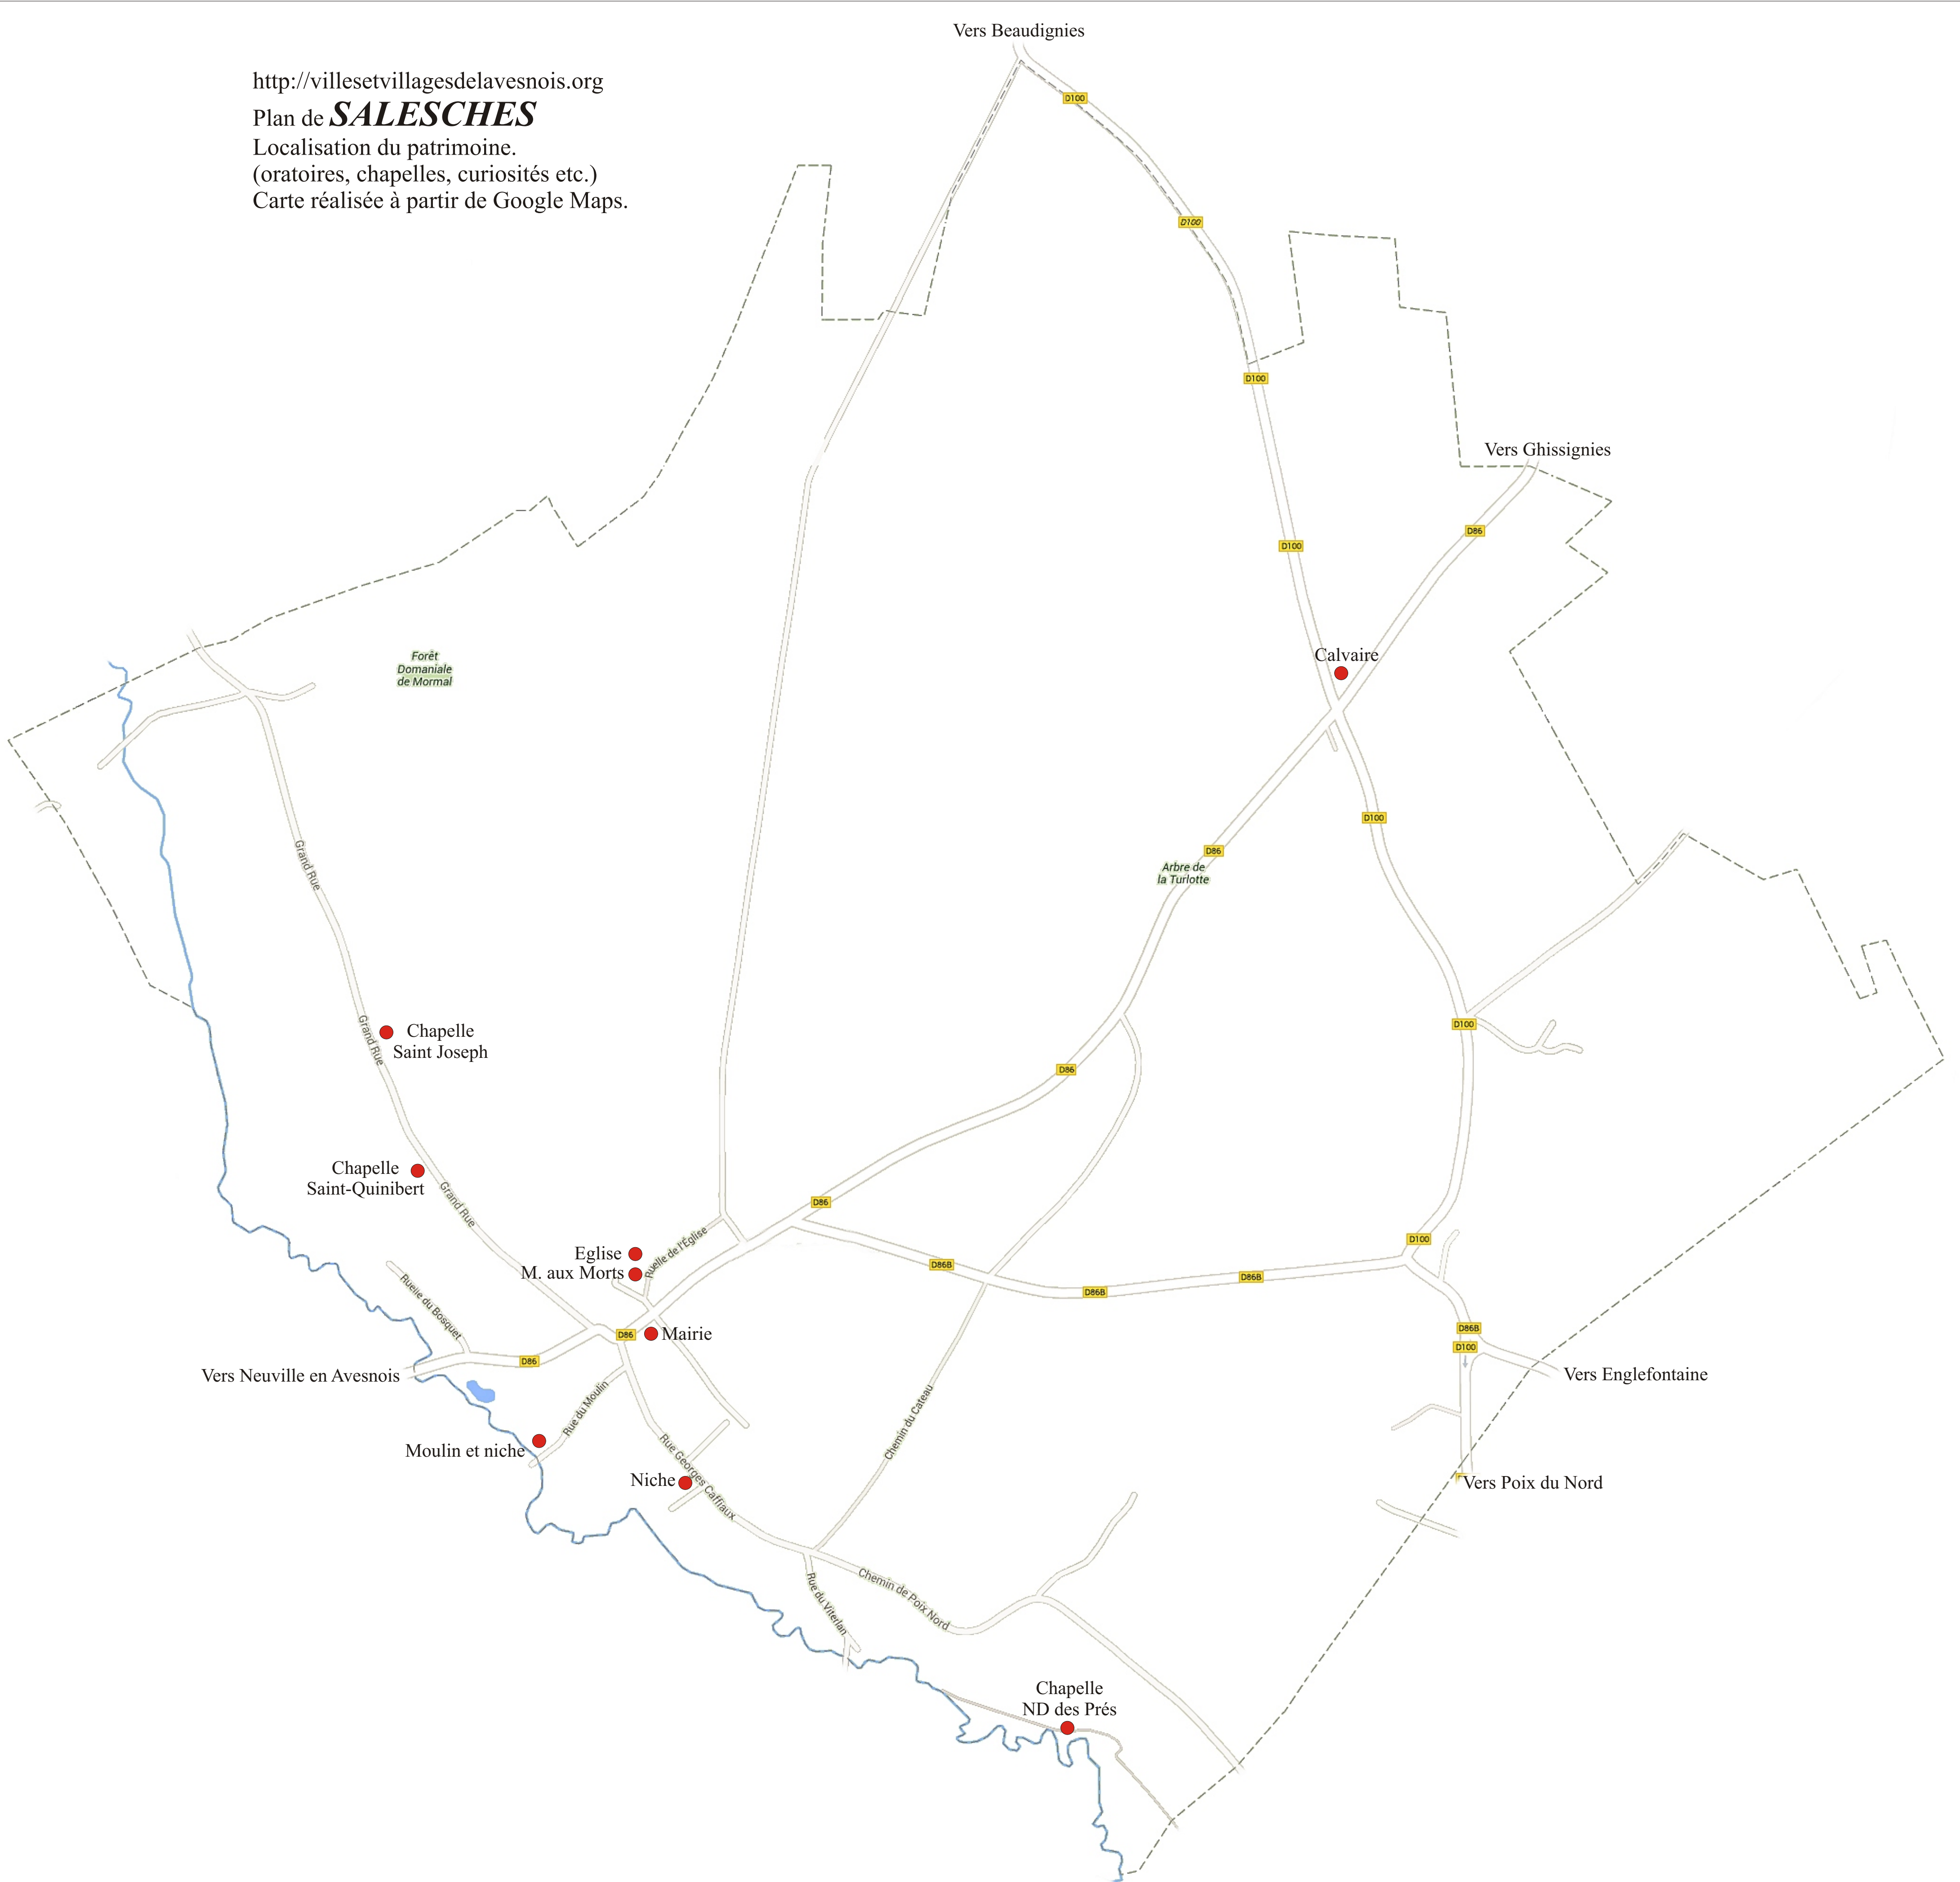 Vers Beaudignies
http://villesetvillagesdelavesnois.org
Plan de SALESCHES
Localisation du patrimoine.
(oratoires, chapelles, curiosités etc.)
Carte réalisée à partir de Google Maps.
D100
D100
D100
Vers Ghissignies
D86
D100
Forêt
Domaniale
de Mormal
Calvaire
D100
D86
Arbre de
la Turlotte
Grand Rue
Chapelle
Saint Joseph
Grand Rue
D100
D86
Chapelle
Saint-Quinibert
Grand Rue
D86
Ruelle de l'Église
Eglise
M. aux Morts
D100
D86B
D86B
D86B
Ruelle du Bosquet
D86
Mairie
D86B
D100
D86
Vers Neuville en Avesnois
Vers Englefontaine
Rue du Moulin
Chemin du Cateau
Moulin et niche
Rue Georges Caffiaux
Niche
Vers Poix du Nord
Chemin de Poix Nord
Rue du Viterlan
Chapelle
ND des Prés